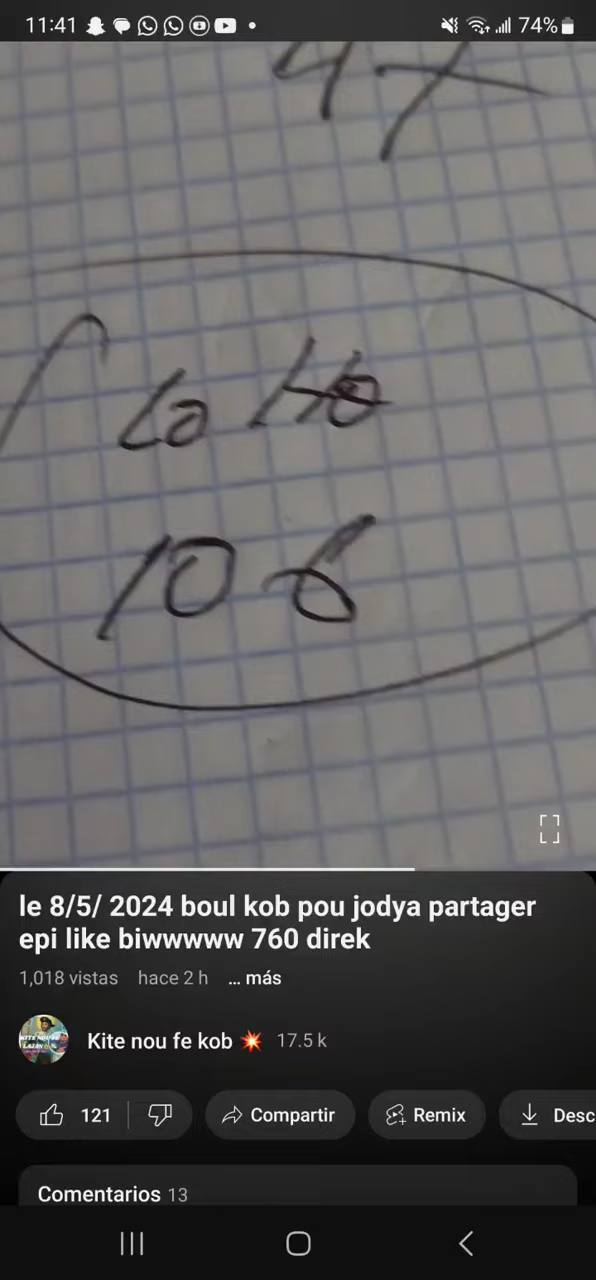 11:41 74%
47
Lotto
106
le 8/5/ 2024 boul kob pou jodya partager
epi like biwwwww 760 direk
1,018 vistas hace 2 h ... más
Kite nou fe kob 17.5 k
121 Compartir Remix Desc
Comentarios 13